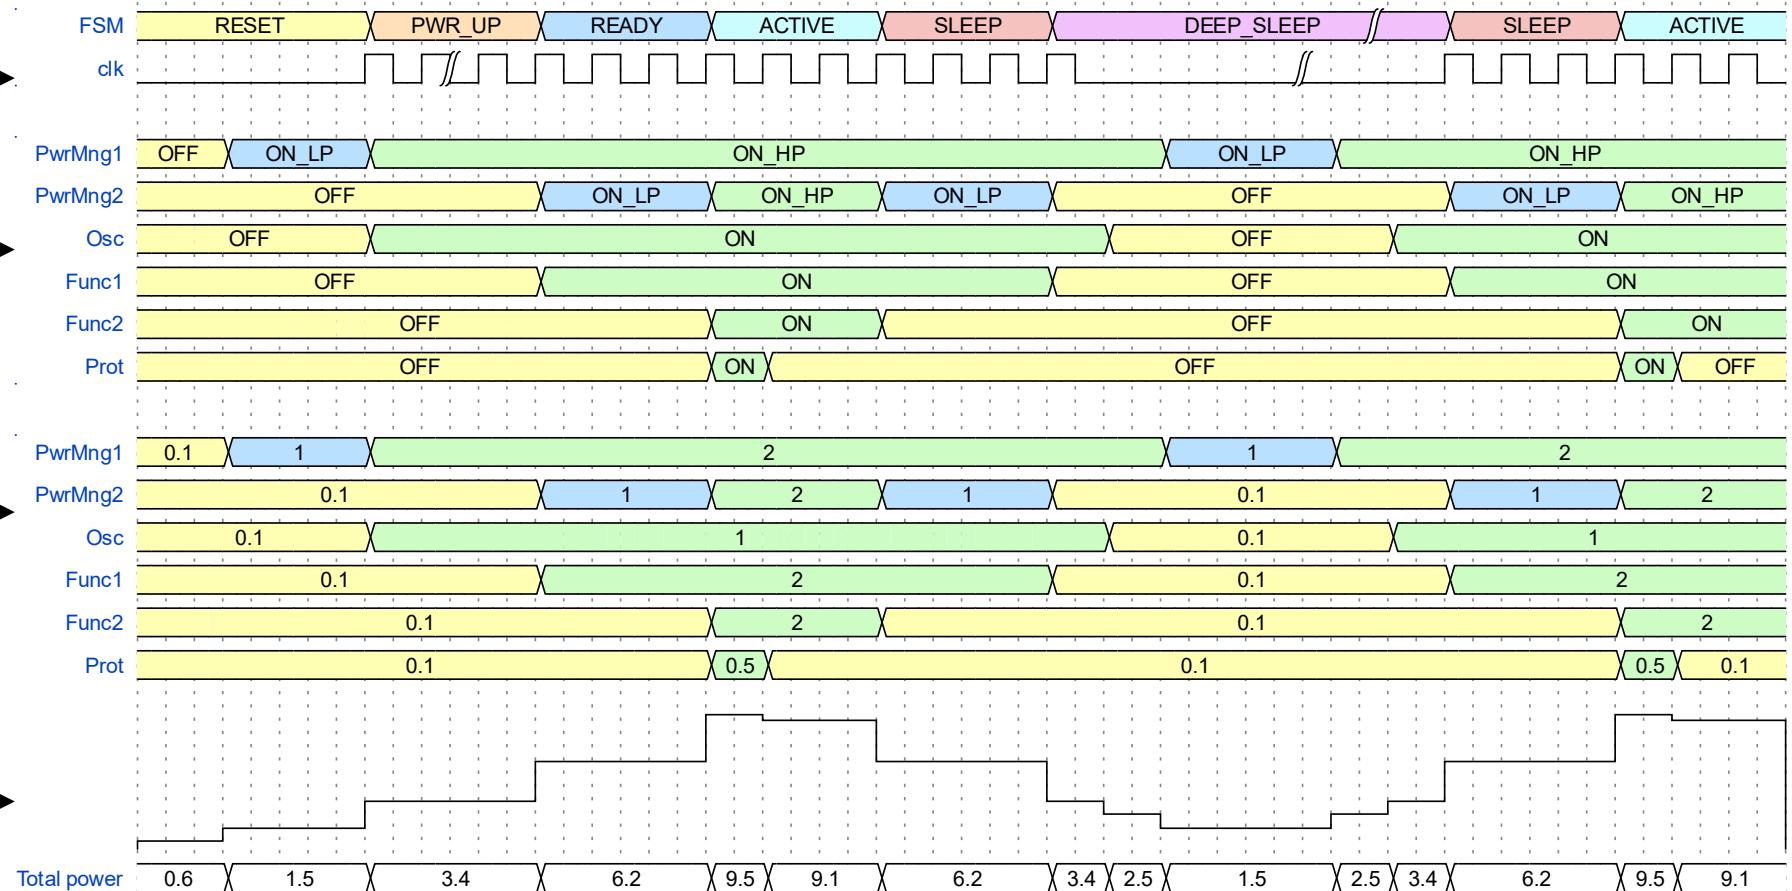 FSM RESET PWR_UP READY ACTIVE SLEEP DEEP_SLEEP SLEEP ACTIVE
clk
PwrMng1 OFF ON_LP ON_HP ON_LP ON_HP
PwrMng2 OFF ON_LP ON_HP ON_LP OFF ON_LP ON_HP
Osc OFF ON OFF ON
Func1 OFF ON OFF ON
Func2 OFF ON OFF ON
Prot OFF ON OFF ON OFF
PwrMng1 0.1 1 2 1 2
PwrMng2 0.1 1 2 1 0.1 1 2
Osc 0.1 1 0.1 1
Func1 0.1 2 0.1 2
Func2 0.1 2 0.1 2
Prot 0.1 0.5 0.1 0.5 0.1
Total power 0.6 1.5 3.4 6.2 9.5 9.1 6.2 3.4 2.5 1.5 2.5 3.4 6.2 9.5 9.1